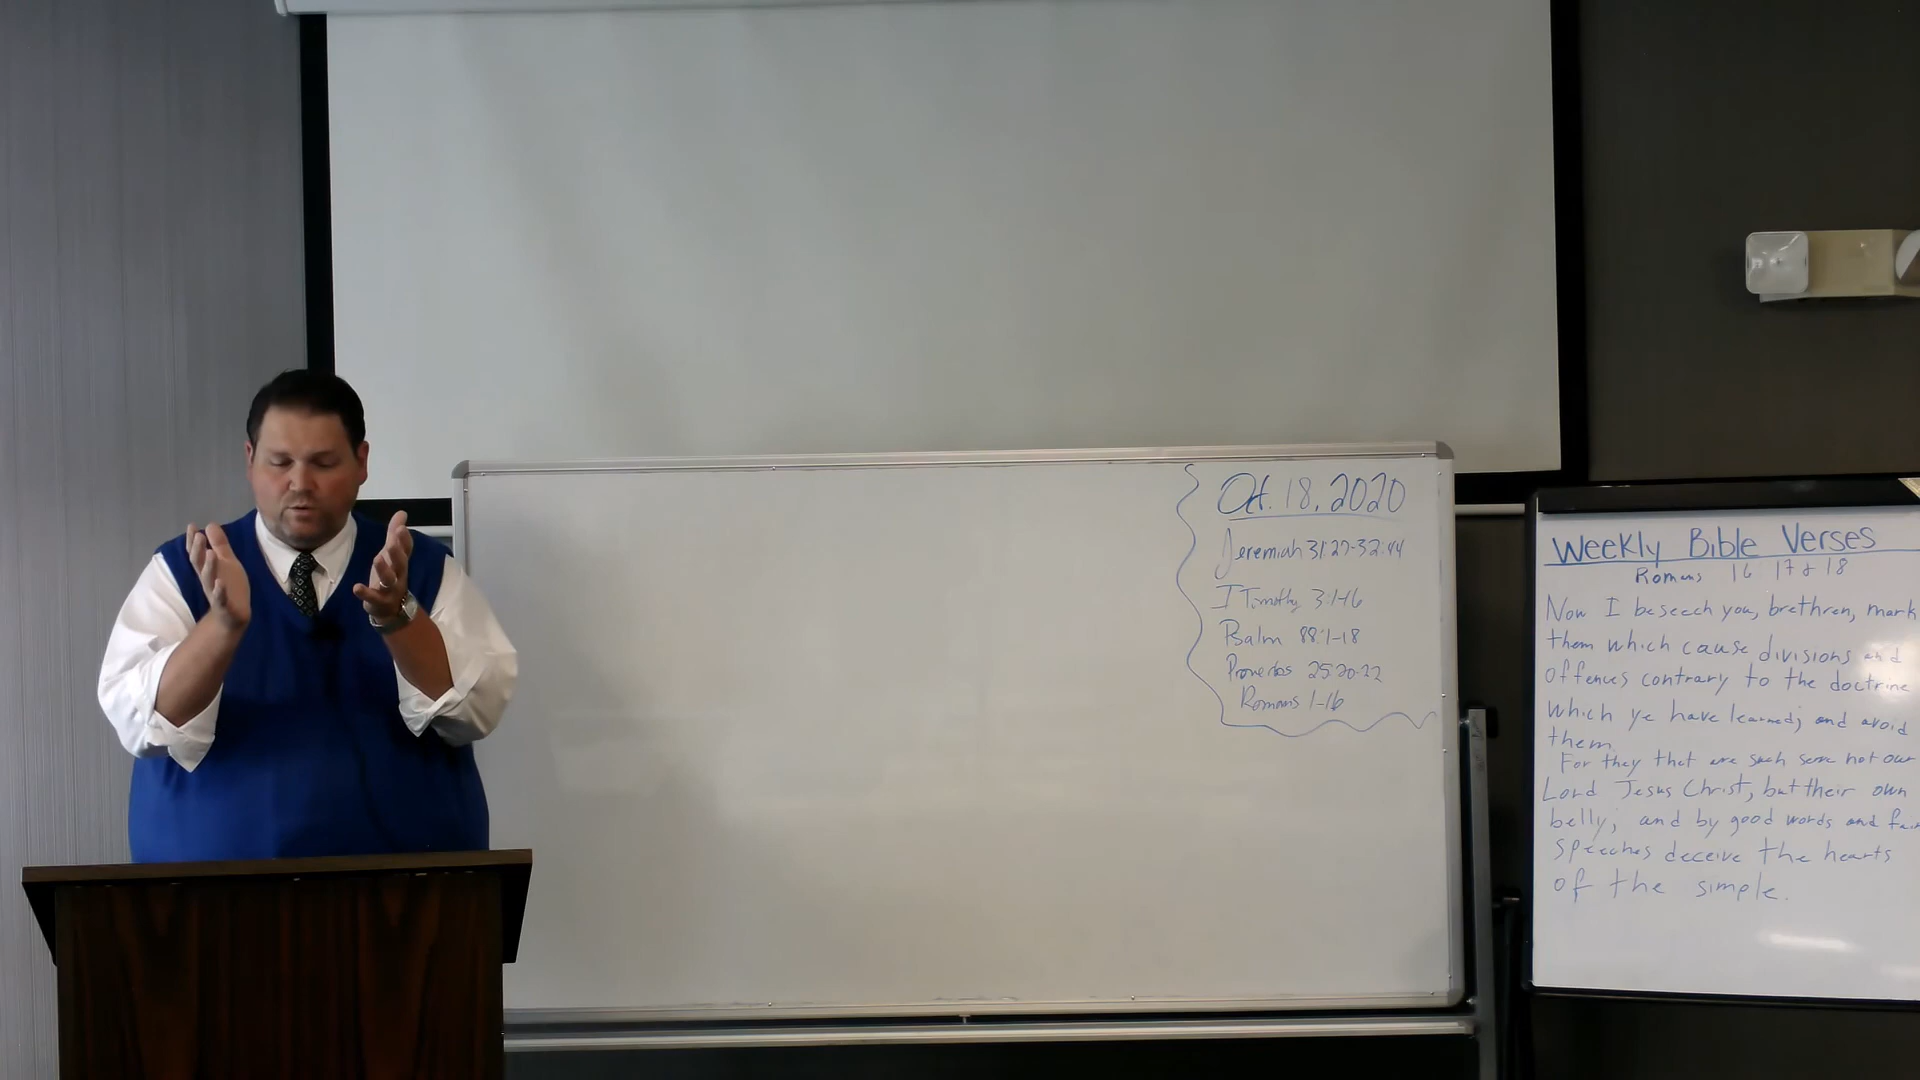 Oct. 18, 2020
Jeremiah 31:27-32:44
I Timothy 3:1-16
Psalm 88:1-18
Proverbs 25:20-22
Romans 1-16
Weekly Bible Verses
Romans 16 17 & 18
Now I beseech you, brethren, mark
them which cause divisions and
offences contrary to the doctrine
which ye have learned; and avoid
them.
For they that are such serve not our
Lord Jesus Christ, but their own
belly; and by good words and fair
speeches deceive the hearts
of the simple.